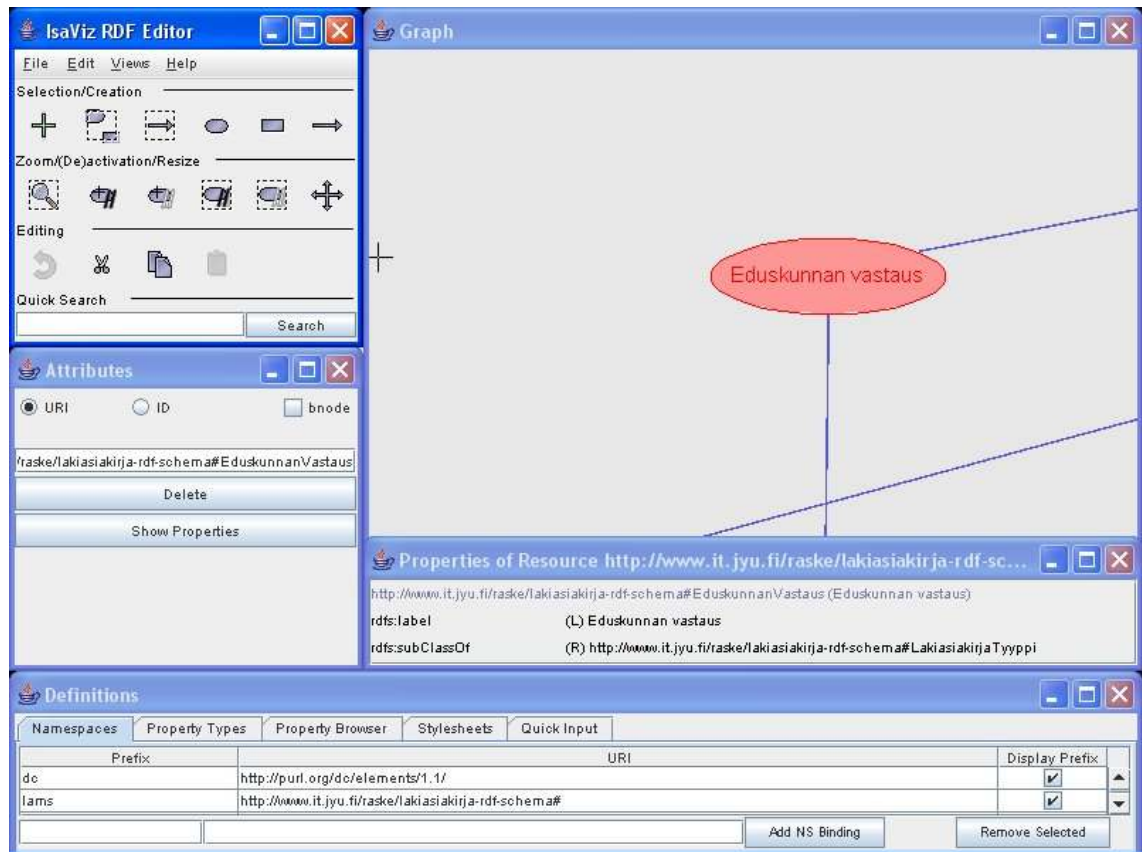 IsaViz RDF Editor
File Edit Views Help
Selection/Creation
Zoom/(De)activation/Resize
Editing
Quick Search
Search
Graph
Eduskunnan vastaus
Attributes
URI ID bnode
/raske/lakiasiakirja-rdf-schema#EduskunnanVastaus
Delete
Show Properties
Properties of Resource http://www.it.jyu.fi/raske/lakiasiakirja-rdf-sc...
http://www.it.jyu.fi/raske/lakiasiakirja-rdf-schema#EduskunnanVastaus (Eduskunnan vastaus)
rdfs:label (L) Eduskunnan vastaus
rdfs:subClassOf (R) http://www.it.jyu.fi/raske/lakiasiakirja-rdf-schema#LakiasiakirjaTyyppi
Definitions
Namespaces Property Types Property Browser Stylesheets Quick Input
Prefix URI Display Prefix
dc http://purl.org/dc/elements/1.1/
lams http://www.it.jyu.fi/raske/lakiasiakirja-rdf-schema#
Add NS Binding Remove Selected